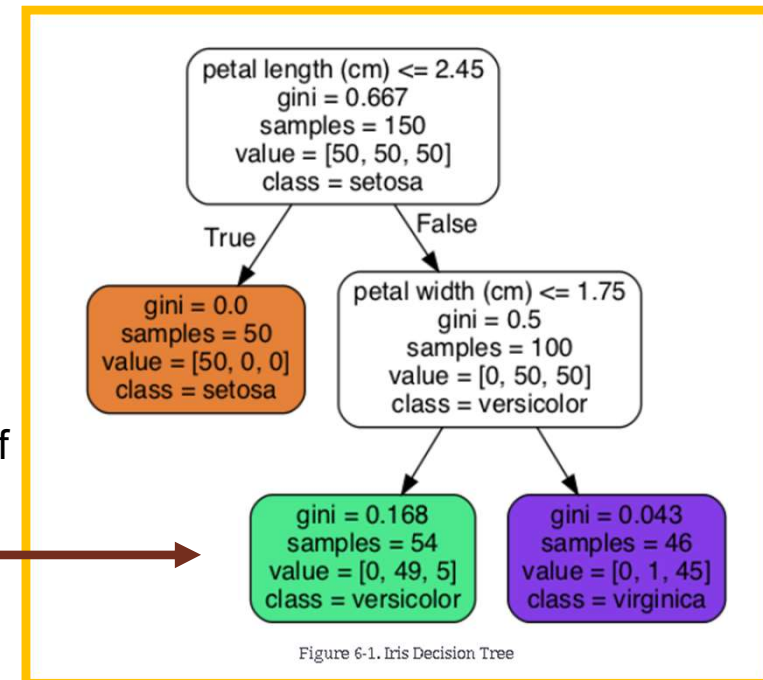 petal length (cm) <= 2.45
gini = 0.667
samples = 150
value = [50, 50, 50]
class = setosa
True
False
gini = 0.0
samples = 50
value = [50, 0, 0]
class = setosa
petal width (cm) <= 1.75
gini = 0.5
samples = 100
value = [0, 50, 50]
class = versicolor
f
gini = 0.168
samples = 54
value = [0, 49, 5]
class = versicolor
gini = 0.043
samples = 46
value = [0, 1, 45]
class = virginica
Figure 6-1. Iris Decision Tree